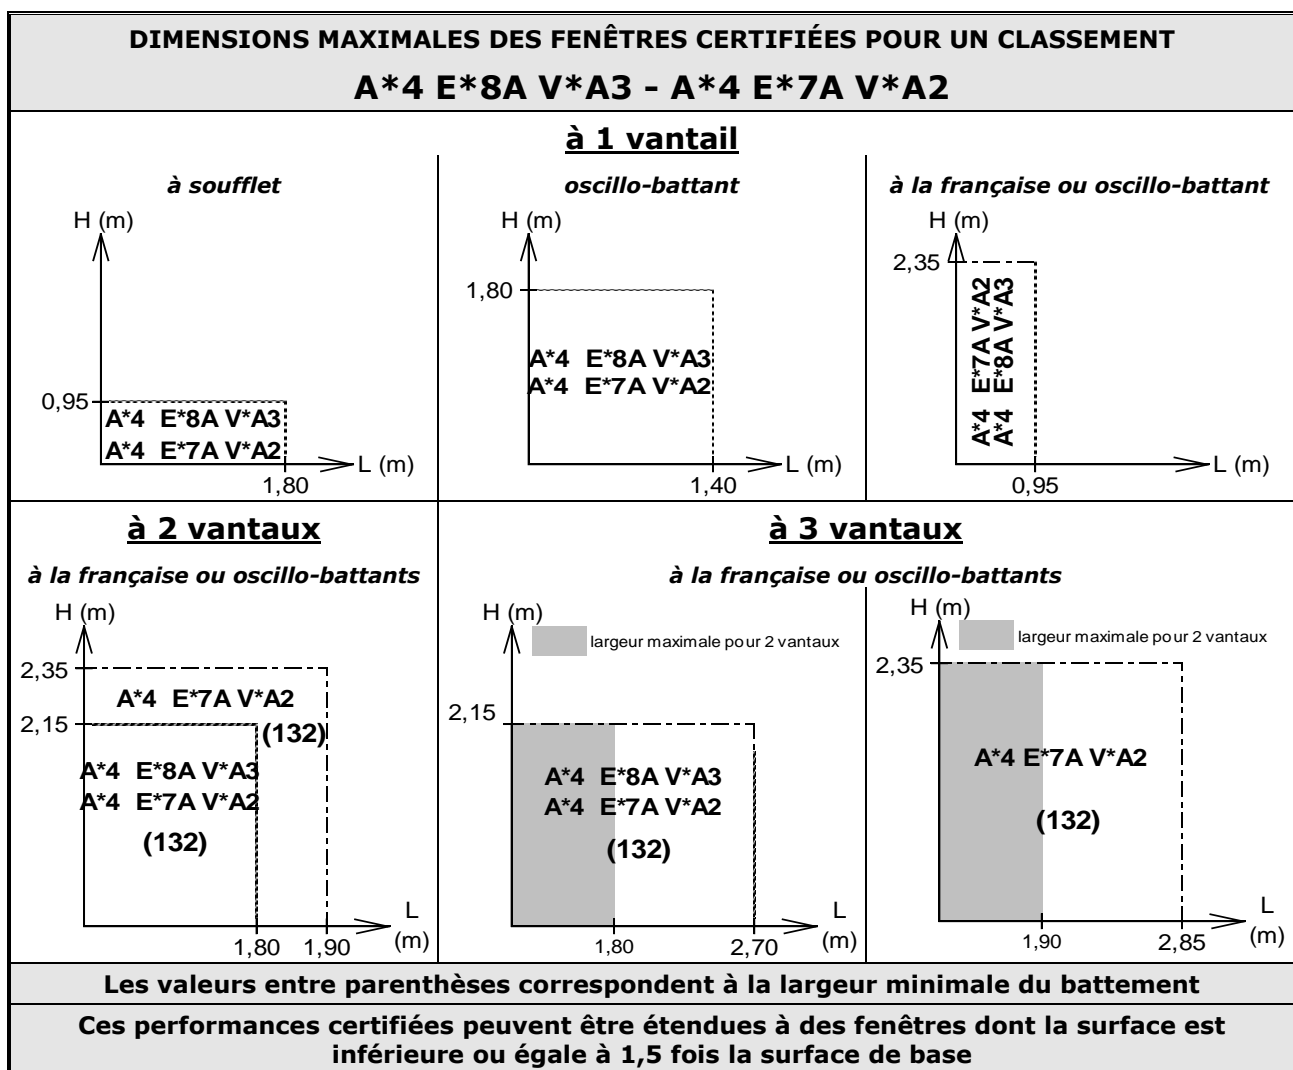 DIMENSIONS MAXIMALES DES FENÊTRES CERTIFIÉES POUR UN CLASSEMENT
A*4 E*8A V*A3 - A*4 E*7A V*A2
à 1 vantail
à soufflet
H (m)
0,95
A*4 E*8A V*A3
A*4 E*7A V*A2
L (m)
1,80
oscillo-battant
H (m)
1,80
A*4 E*8A V*A3
A*4 E*7A V*A2
L (m)
1,40
à la française ou oscillo-battant
H (m)
2,35
A*4 E*7A V*A2
A*4 E*8A V*A3
L (m)
0,95
à 2 vantaux
à la française ou oscillo-battants
H (m)
2,35
A*4 E*7A V*A2
2,15
(132)
A*4 E*8A V*A3
A*4 E*7A V*A2
(132)
L
(m)
1,80
1,90
à 3 vantaux
à la française ou oscillo-battants
H (m)
largeur maximale pour 2 vantaux
2,15
A*4 E*8A V*A3
A*4 E*7A V*A2
(132)
L
(m)
1,80
2,70
H (m)
largeur maximale pour 2 vantaux
2,35
A*4 E*7A V*A2
(132)
L
(m)
1,90
2,85
Les valeurs entre parenthèses correspondent à la largeur minimale du battement
Ces performances certifiées peuvent être étendues à des fenêtres dont la surface est
inférieure ou égale à 1,5 fois la surface de base